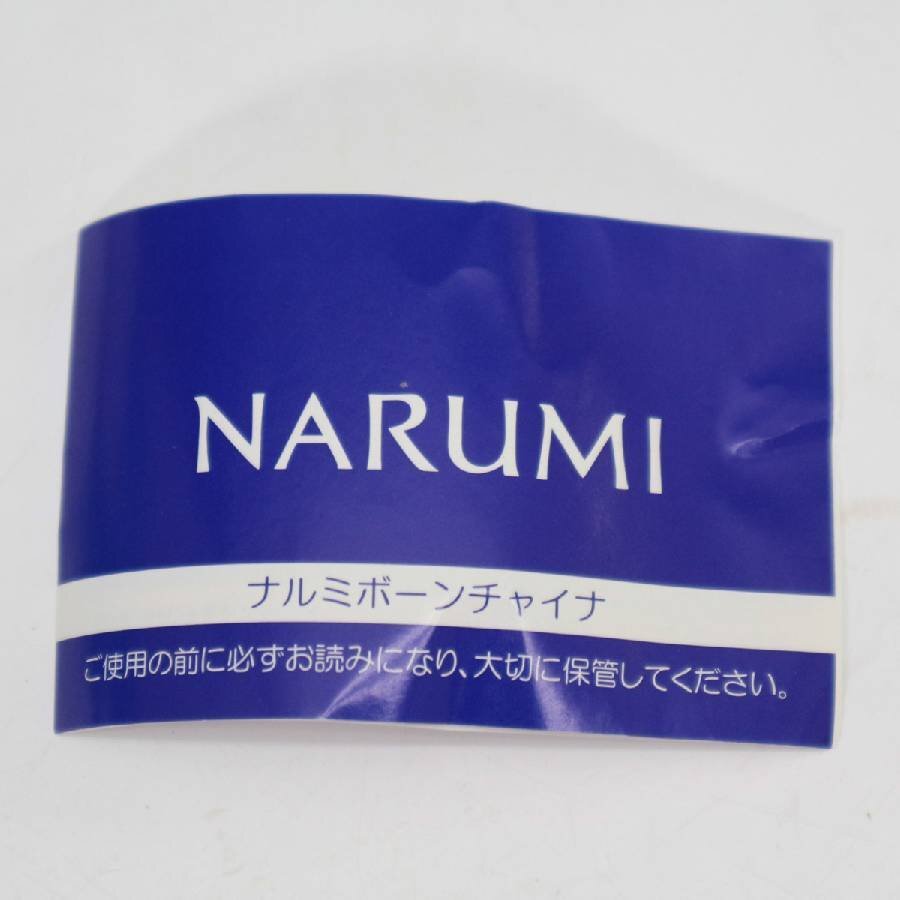 NARUMI
ナルミボーンチャイナ
ご使用の前に必ずお読みになり、大切に保管してください。